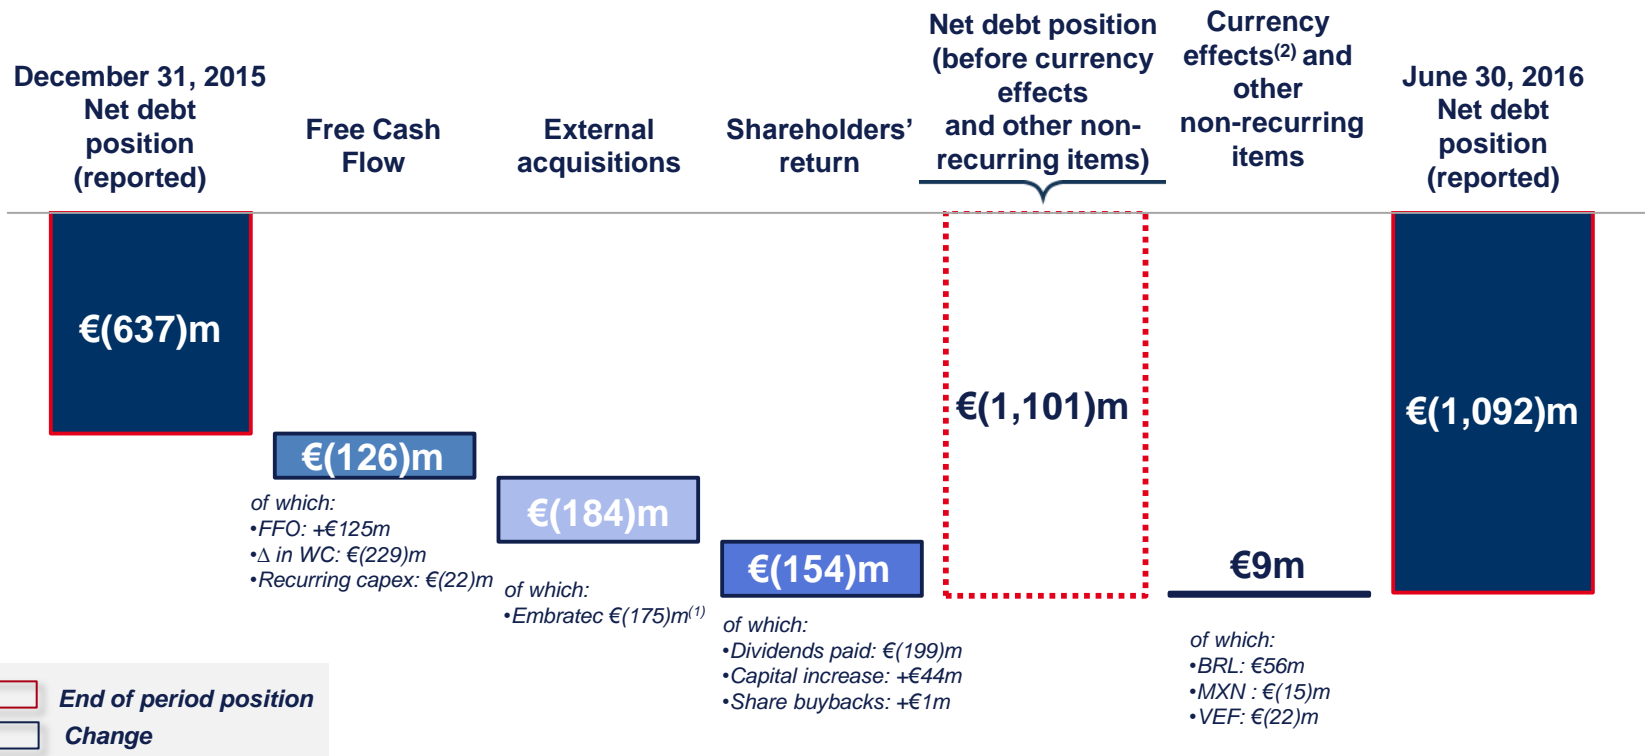 December 31, 2015
Net debt
position
(reported)
Free Cash
Flow
External
acquisitions
Shareholders’
return
Net debt position
(before currency
effects
and other non-
recurring items)
Currency
effects(2) and
other
non-recurring
items
June 30, 2016
Net debt
position
(reported)
€(637)m
€(126)m
of which:
•FFO: +€125m
•Δ in WC: €(229)m
•Recurring capex: €(22)m
€(184)m
of which:
•Embratec €(175)m(1)
€(154)m
of which:
•Dividends paid: €(199)m
•Capital increase: +€44m
•Share buybacks: +€1m
€(1,101)m
€9m
of which:
•BRL: €56m
•MXN : €(15)m
•VEF: €(22)m
€(1,092)m
End of period position
Change